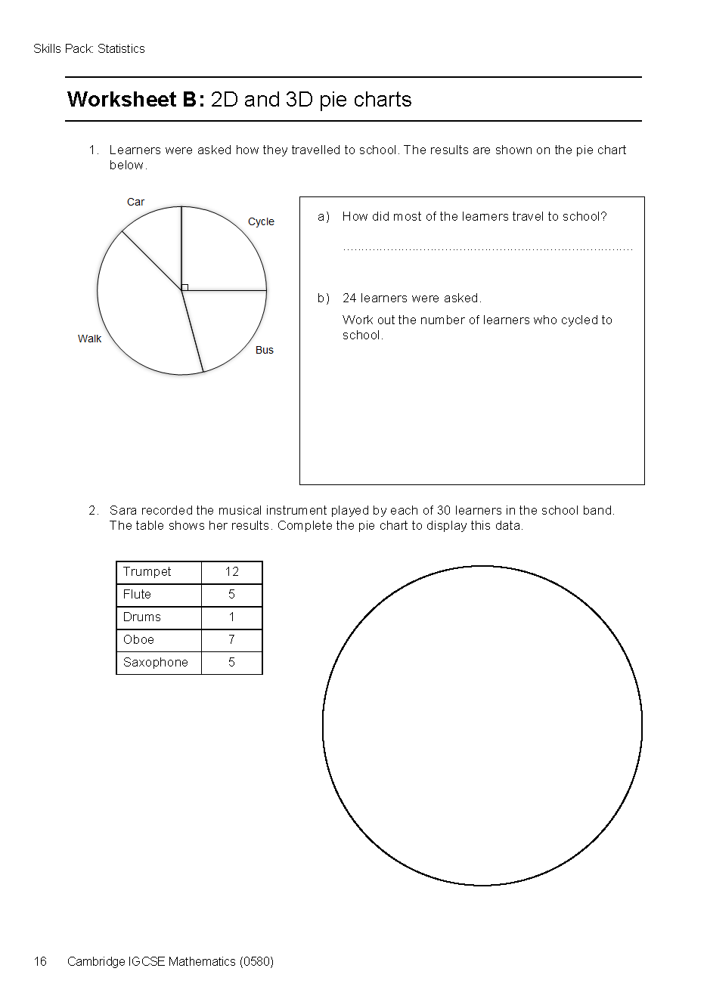 Skills Pack: Statistics
Worksheet B: 2D and 3D pie charts
1. Learners were asked how they travelled to school. The results are shown on the pie chart
below.
Car
Cycle
Walk
Bus
a) How did most of the learners travel to school?
................................................................................
b) 24 learners were asked.
Work out the number of learners who cycled to
school.
2. Sara recorded the musical instrument played by each of 30 learners in the school band.
The table shows her results. Complete the pie chart to display this data.
Trumpet 12
Flute 5
Drums 1
Oboe 7
Saxophone 5
16 Cambridge IGCSE Mathematics (0580)